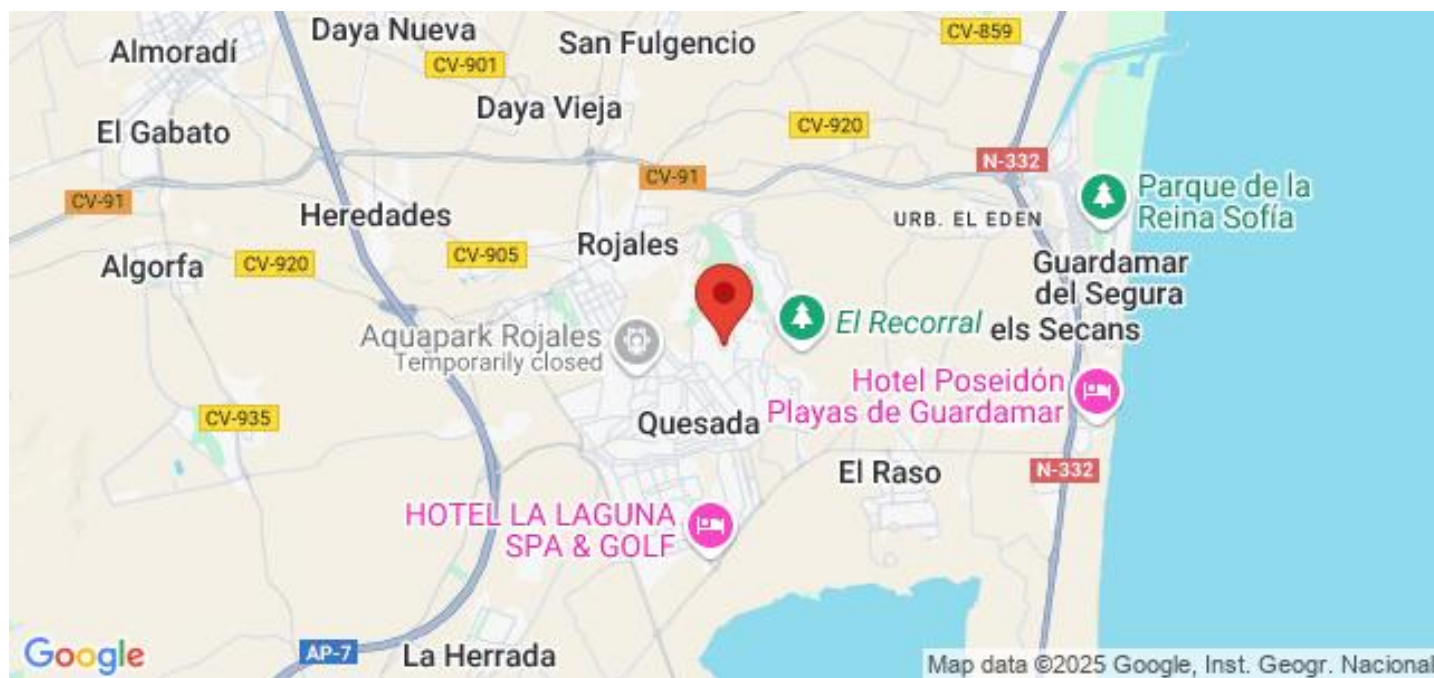 Daya Nueva
San Fulgencio
CV-859
Almoradí
CV-901
Daya Vieja
El Gabato
CV-920
N-332
CV-91
CV-91
Parque de la
Reina Sofía
Heredades
URB. EL EDEN
Rojales
CV-905
Algorfa
CV-920
Guardamar
del Segura
El Recorral
els Secans
Aquapark Rojales
Temporarily closed
Hotel Poseidón
Playas de Guardamar
CV-935
Quesada
El Raso
N-332
HOTEL LA LAGUNA
SPA & GOLF
Google
AP-7
La Herrada
Map data ©2025 Google, Inst. Geogr. Nacional